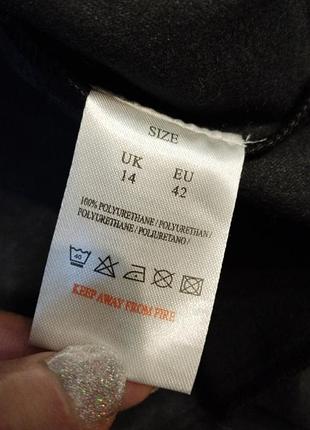 SIZE
UK EU
14 42
100% POLYURETHANE / POLYURETHAN /
POLYURETHANE / POLIURETANO /
40
KEEP AWAY FROM FIRE